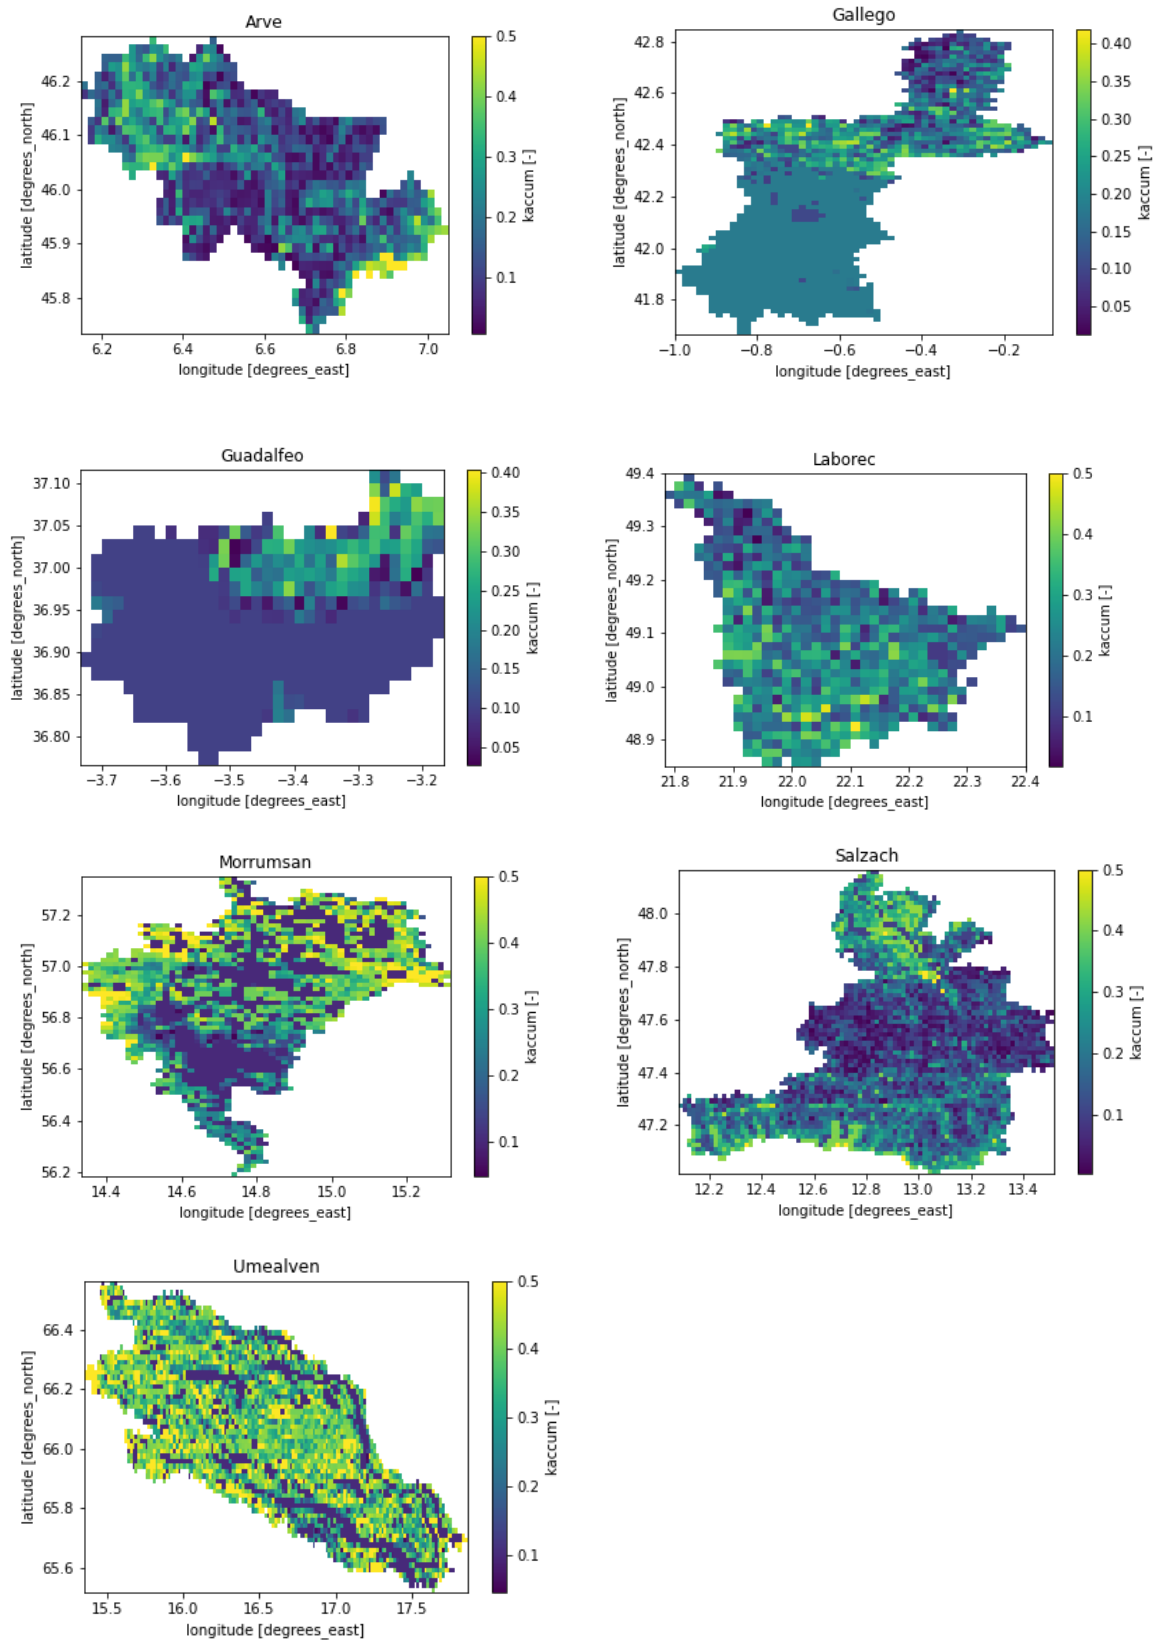 Arve
46.2
46.1
46.0
45.9
45.8
latitude [degrees_north]
6.2 6.4 6.6 6.8 7.0
longitude [degrees_east]
0.5
0.4
0.3
0.2
0.1
kaccum [-]
Gallego
42.8
42.6
42.4
42.2
42.0
41.8
latitude [degrees_north]
−1.0 −0.8 −0.6 −0.4 −0.2
longitude [degrees_east]
0.40
0.35
0.30
0.25
0.20
0.15
0.10
0.05
kaccum [-]
Guadalfeo
37.10
37.05
37.00
36.95
36.90
36.85
36.80
latitude [degrees_north]
−3.7 −3.6 −3.5 −3.4 −3.3 −3.2
longitude [degrees_east]
0.40
0.35
0.30
0.25
0.20
0.15
0.10
0.05
kaccum [-]
Laborec
49.4
49.3
49.2
49.1
49.0
48.9
latitude [degrees_north]
21.8 21.9 22.0 22.1 22.2 22.3 22.4
longitude [degrees_east]
0.5
0.4
0.3
0.2
0.1
kaccum [-]
Morrumsan
57.2
57.0
56.8
56.6
56.4
56.2
latitude [degrees_north]
14.4 14.6 14.8 15.0 15.2
longitude [degrees_east]
0.5
0.4
0.3
0.2
0.1
kaccum [-]
Salzach
48.0
47.8
47.6
47.4
47.2
latitude [degrees_north]
12.2 12.4 12.6 12.8 13.0 13.2 13.4
longitude [degrees_east]
0.5
0.4
0.3
0.2
0.1
kaccum [-]
Umealven
66.4
66.2
66.0
65.8
65.6
latitude [degrees_north]
15.5 16.0 16.5 17.0 17.5
longitude [degrees_east]
0.5
0.4
0.3
0.2
0.1
kaccum [-]